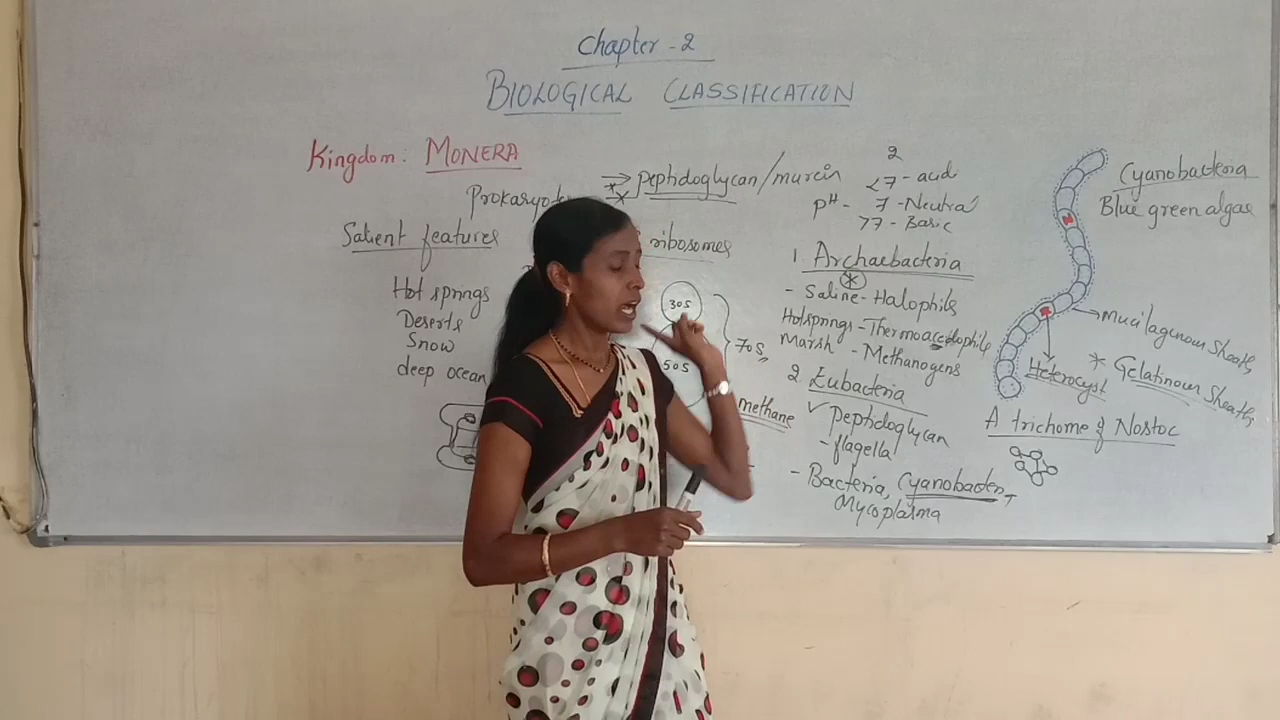 Chapter - 2
BIOLOGICAL CLASSIFICATION
Kingdom: MONERA
peptidoglycan/murein
Salient features
ribosomes
Hot springs
Deserts
Snow
deep ocean
30S
50S
70S
methane
2
<7 - acid
pH - 7 - Neutral
>7 - Basic
1 Archaebacteria
- Saline - Halophils
Hotsprings - Thermoacedophils
Marsh - Methanogens
2 Eubacteria
✓ Peptidoglycan
- flagella
- Bacteria, Cyanobacter
Mycoplasma
Cyanobacteria
Blue green algae
N
Mucilagenous Sheath
* Gelatinous Sheath
Heterocyst
A trichome of Nostoc